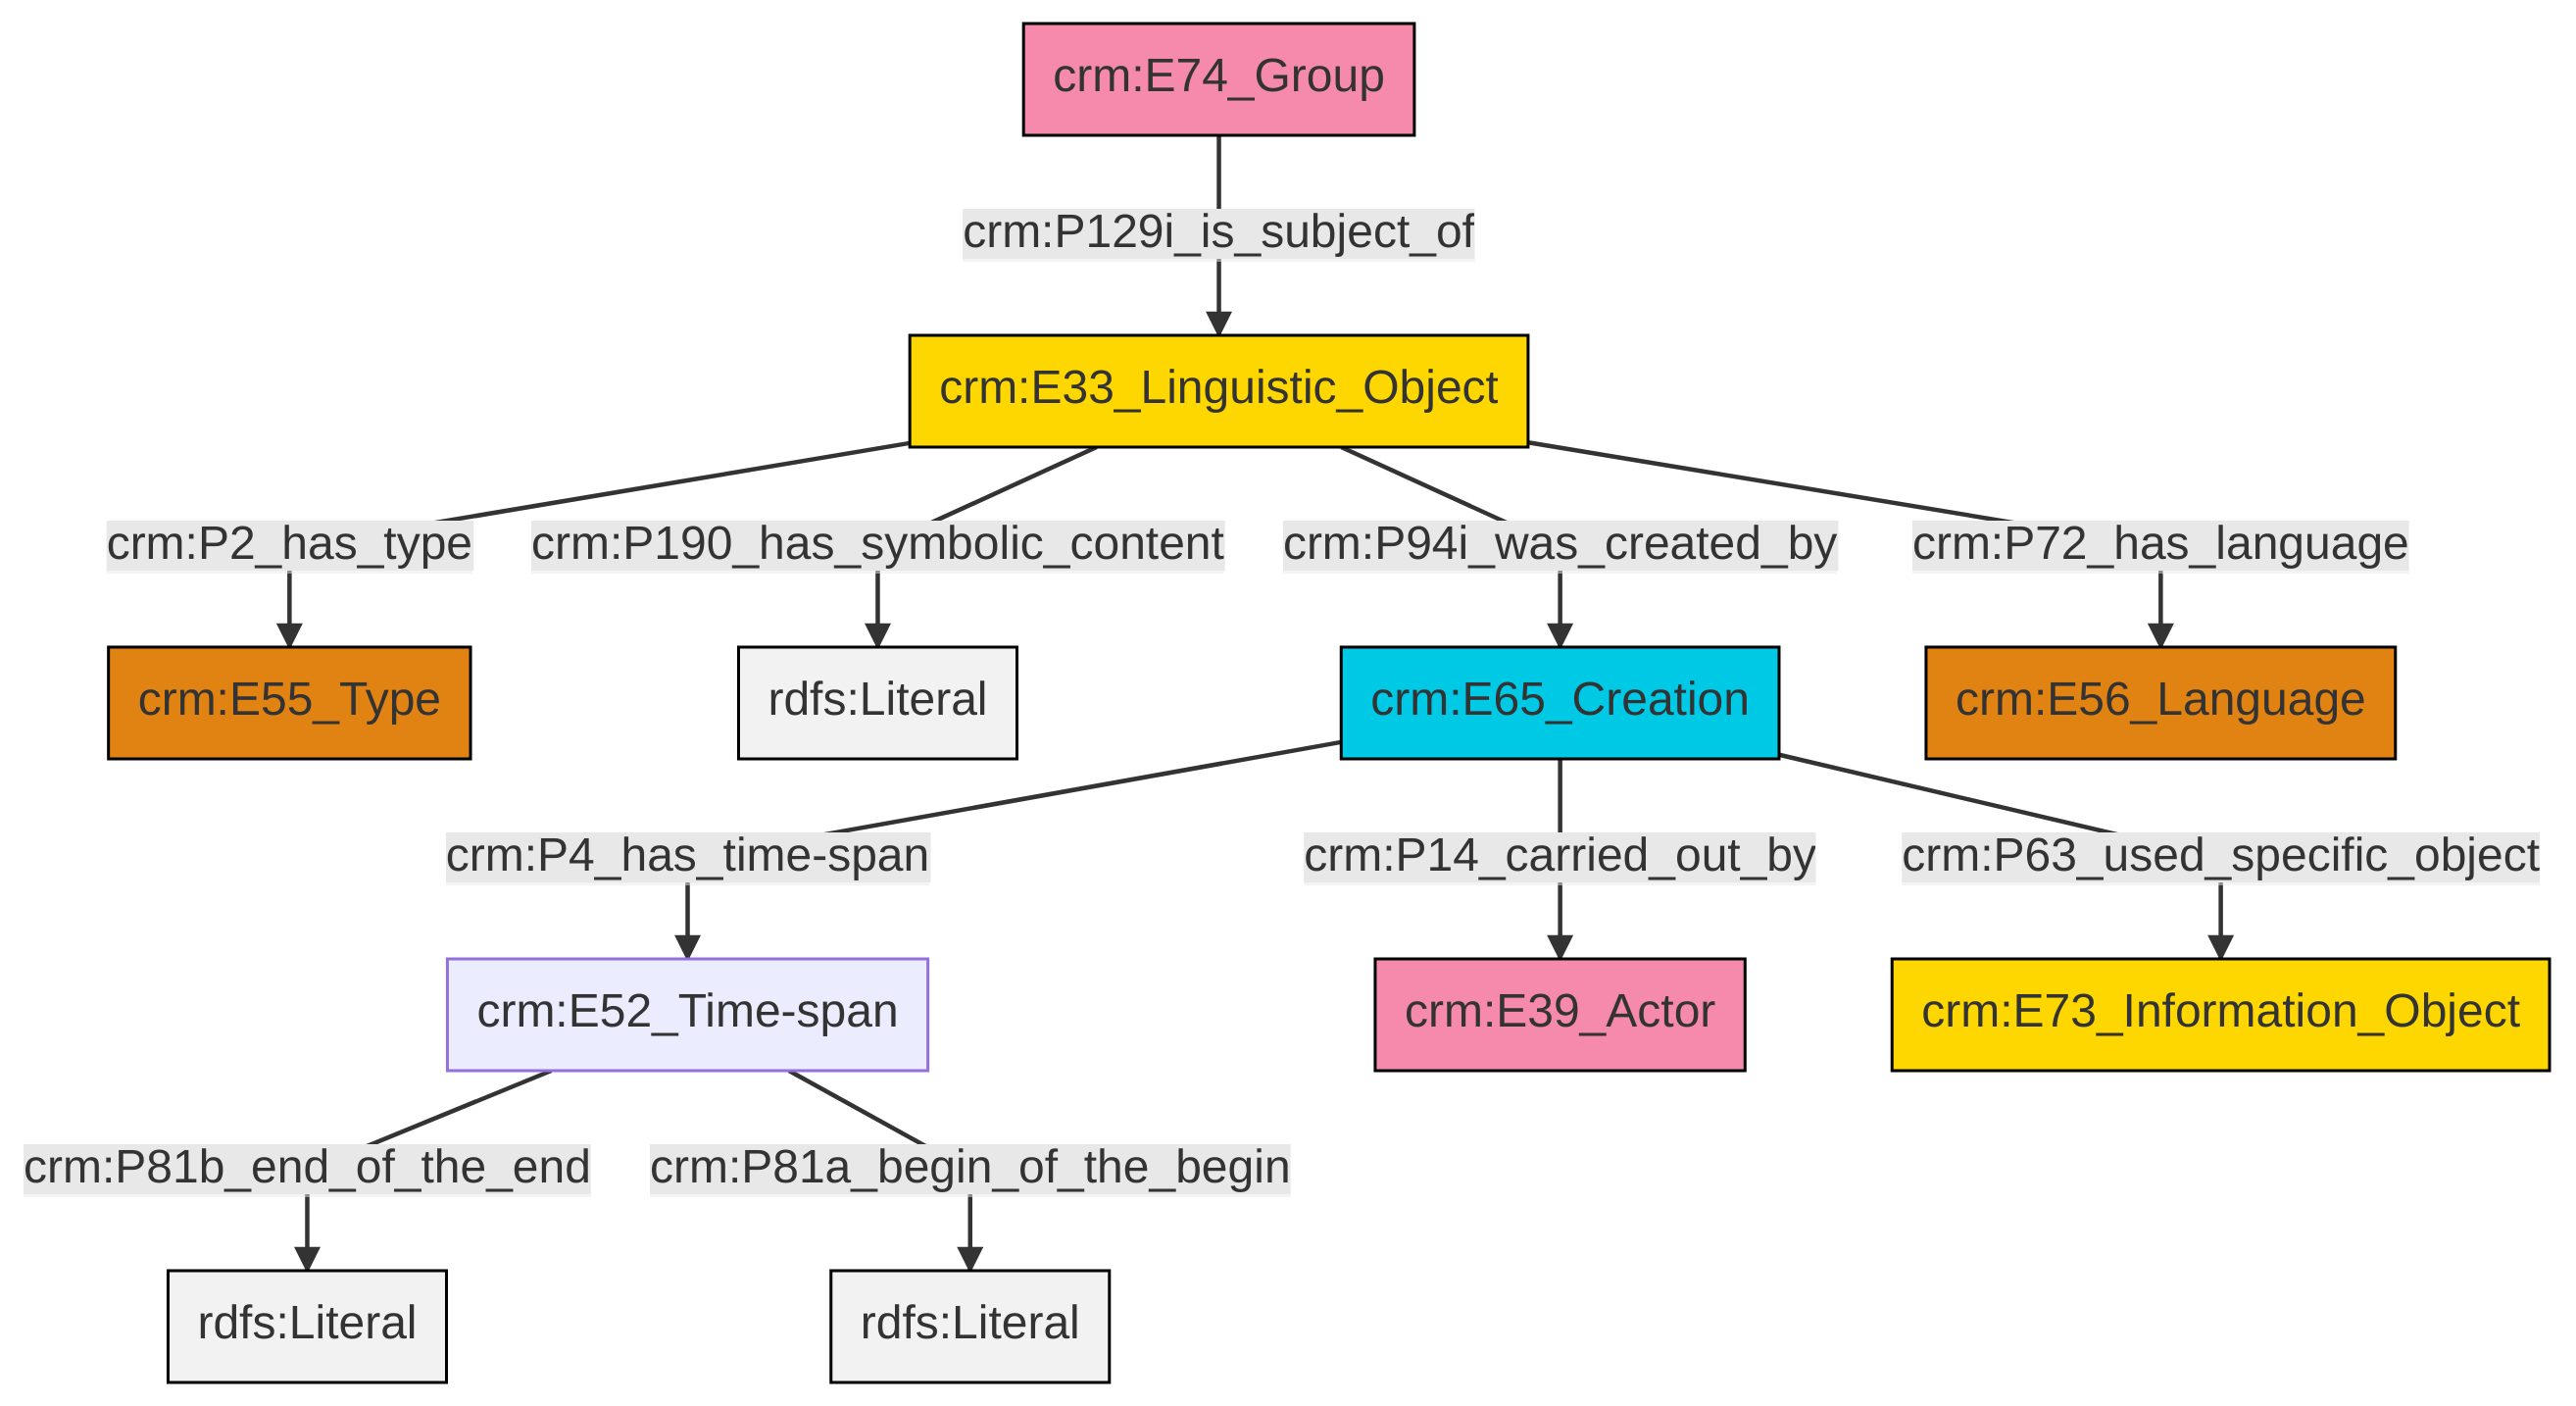 crm:E74_Group
crm:P129i_is_subject_of
crm:E33_Linguistic_Object
crm:P2_has_type
crm:P190_has_symbolic_content
crm:P94i_was_created_by
crm:P72_has_language
crm:E55_Type
rdfs:Literal
crm:E65_Creation
crm:E56_Language
crm:P4_has_time-span
crm:P14_carried_out_by
crm:P63_used_specific_object
crm:E52_Time-span
crm:E39_Actor
crm:E73_Information_Object
crm:P81b_end_of_the_end
crm:P81a_begin_of_the_begin
rdfs:Literal
rdfs:Literal